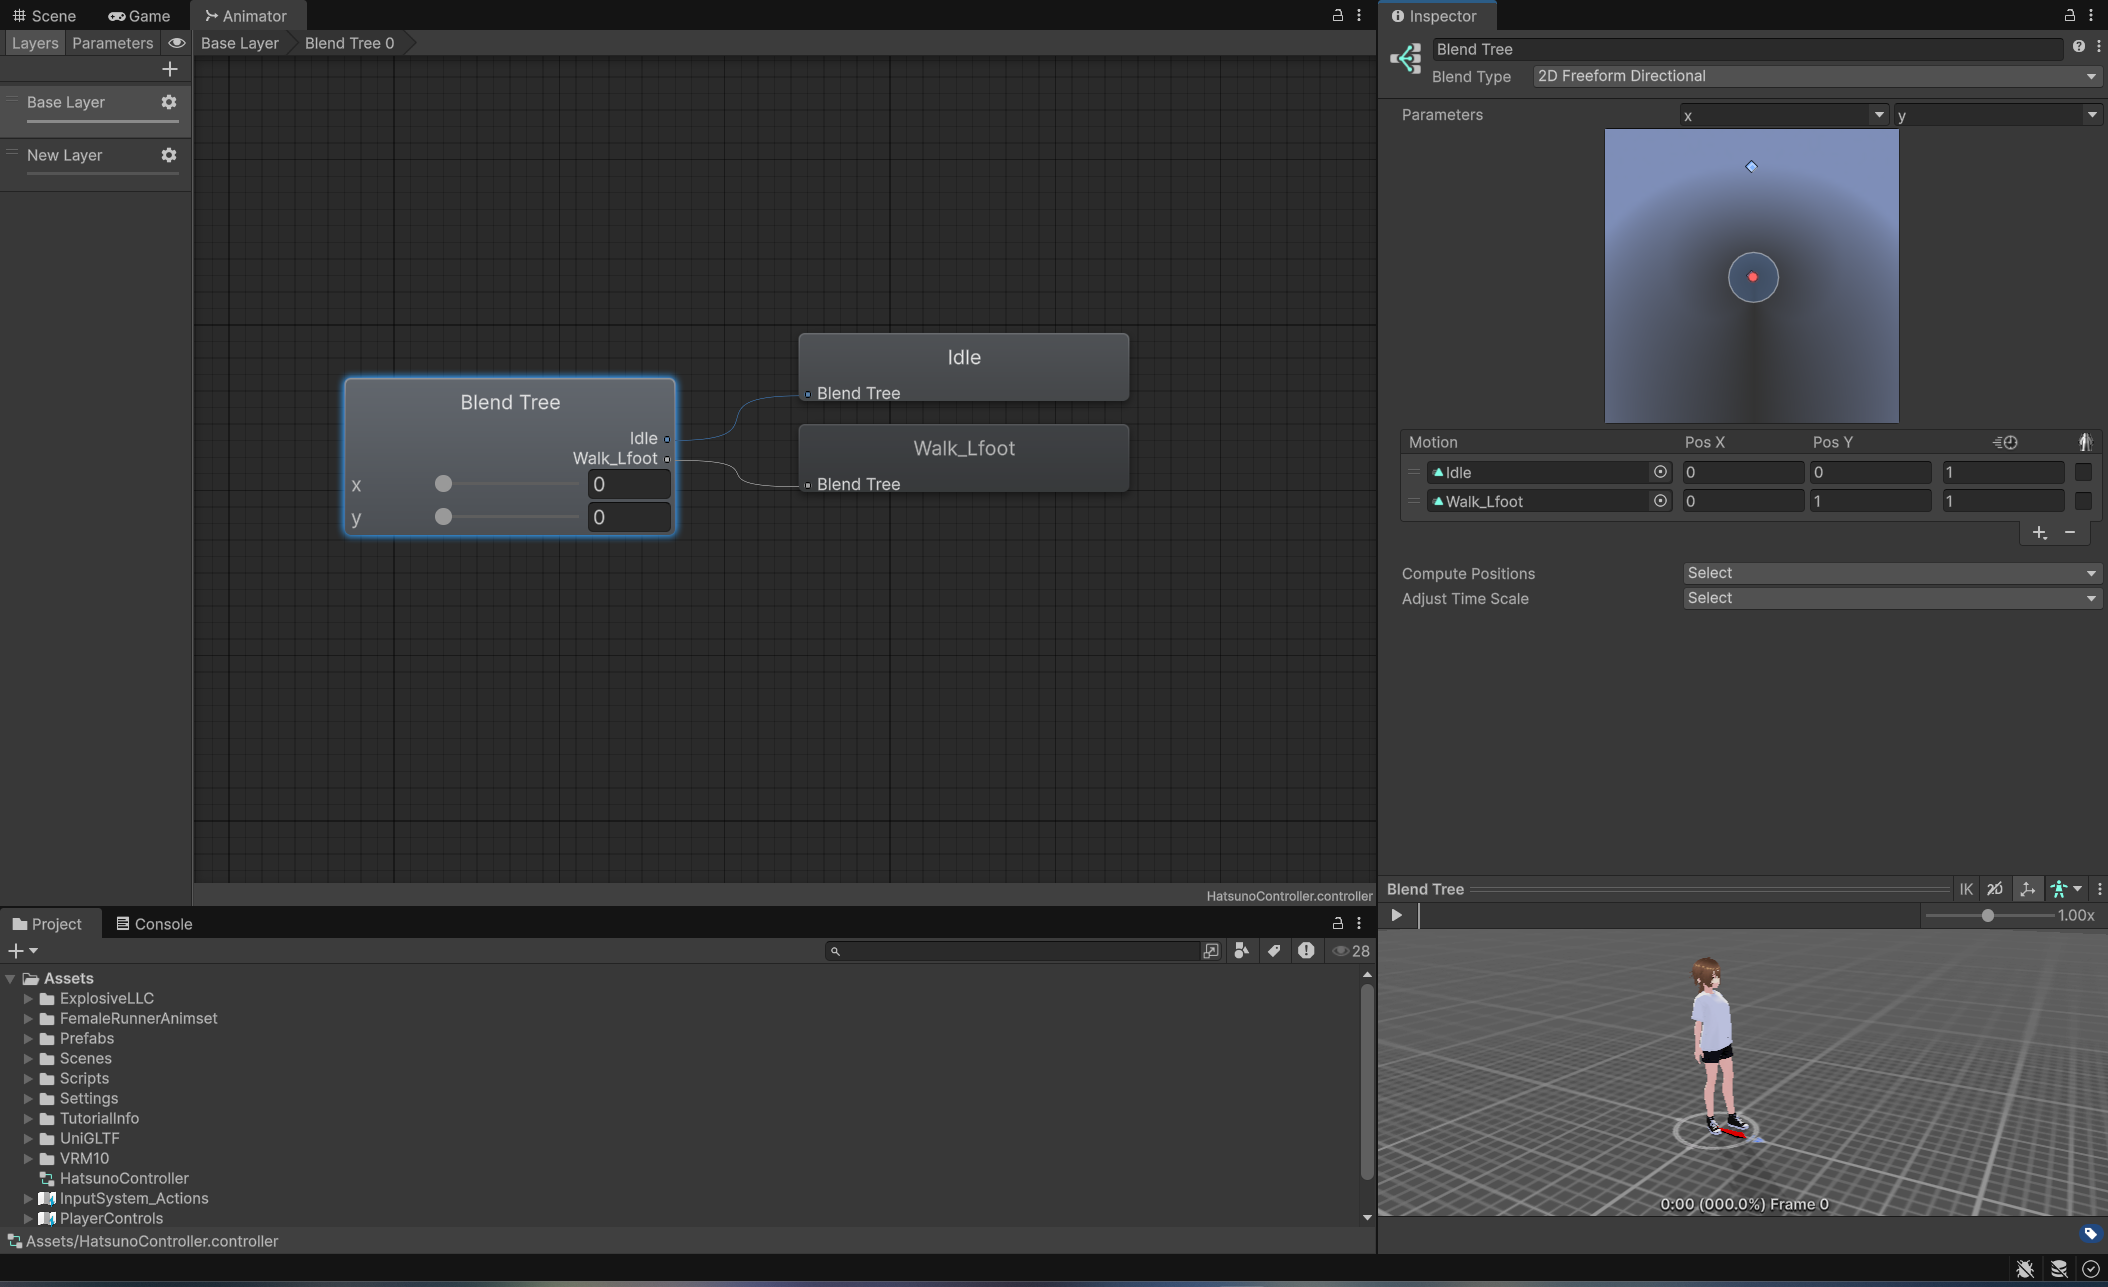 Scene Game Animator
Layers Parameters Base Layer Blend Tree 0
Base Layer
New Layer
Blend Tree
Idle
Walk_Lfoot
x 0
y 0
Idle
Blend Tree
Walk_Lfoot
Blend Tree
HatsunoController.controller
Inspector
Blend Tree
Blend Type 2D Freeform Directional
Parameters x y
Motion Pos X Pos Y
Idle 0 0 1
Walk_Lfoot 0 1 1
Compute Positions Select
Adjust Time Scale Select
Blend Tree IK 2D
1.00x
0:00 (000.0%) Frame 0
Project Console
28
Assets
ExplosiveLLC
FemaleRunnerAnimset
Prefabs
Scenes
Scripts
Settings
TutorialInfo
UniGLTF
VRM10
HatsunoController
InputSystem_Actions
PlayerControls
Assets/HatsunoController.controller